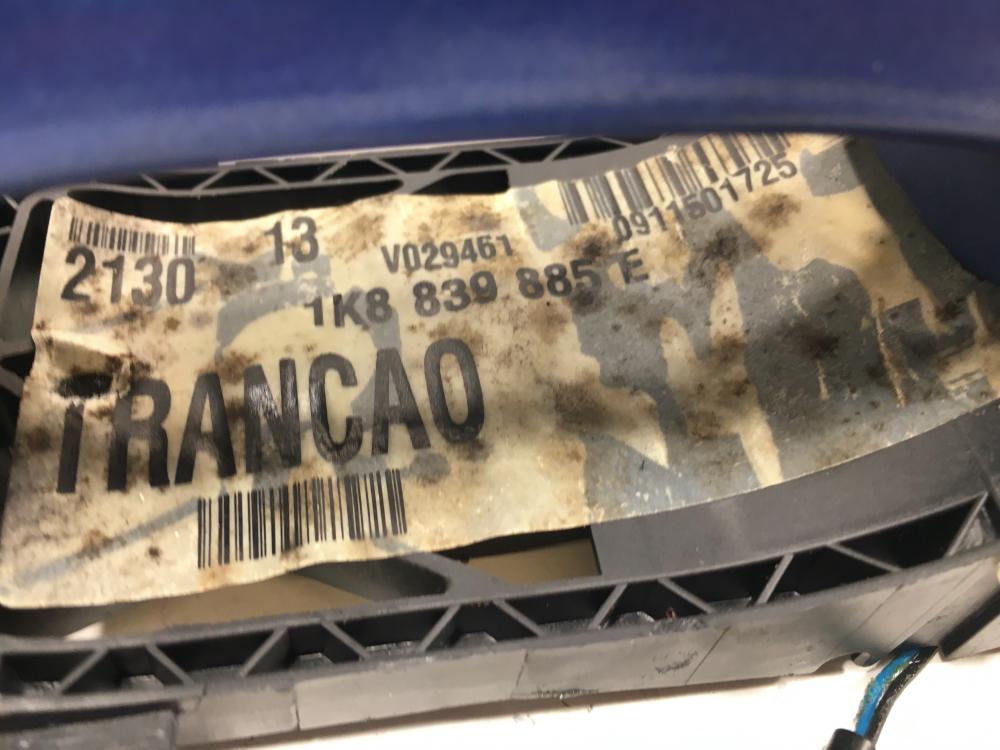 0911501725
2130 13 V029461
1K8 839 885 E
TRANCAO